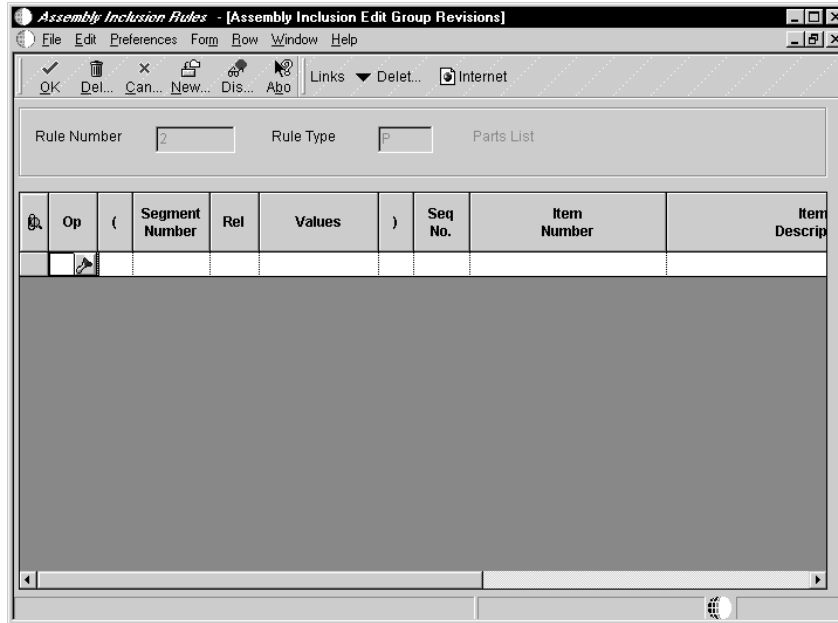 Assembly Inclusion Rules - [Assembly Inclusion Edit Group Revisions]
File Edit Preferences Form Row Window Help
OK Del... Can... New... Dis... Abo Links Delet... Internet
Rule Number 2 Rule Type P Parts List
Op ( Segment Number Rel Values ) Seq No. Item Number Item Descrip